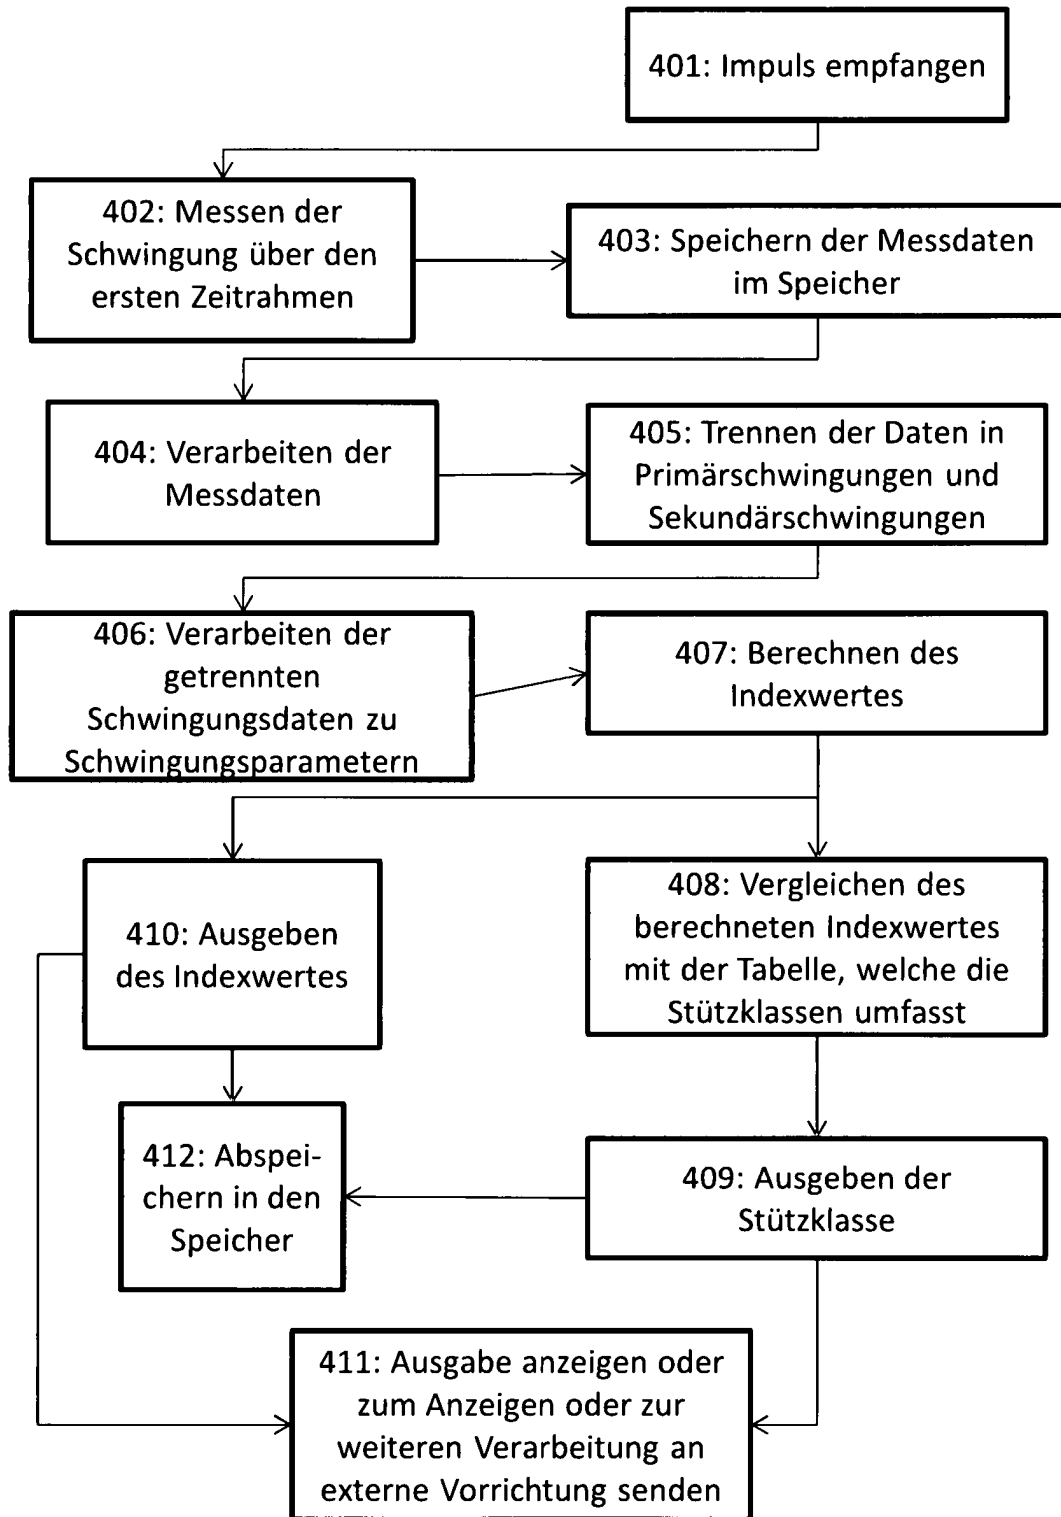 401: Impuls empfangen
402: Messen der
Schwingung über den
ersten Zeitrahmen
403: Speichern der Messdaten
im Speicher
404: Verarbeiten der
Messdaten
405: Trennen der Daten in
Primärschwingungen und
Sekundärschwingungen
406: Verarbeiten der
getrennten
Schwingungsdaten zu
Schwingungsparametern
407: Berechnen des
Indexwertes
410: Ausgeben
des Indexwertes
408: Vergleichen des
berechneten Indexwertes
mit der Tabelle, welche die
Stützklassen umfasst
412: Abspei-
chern in den
Speicher
409: Ausgeben der
Stützklasse
411: Ausgabe anzeigen oder
zum Anzeigen oder zur
weiteren Verarbeitung an
externe Vorrichtung senden